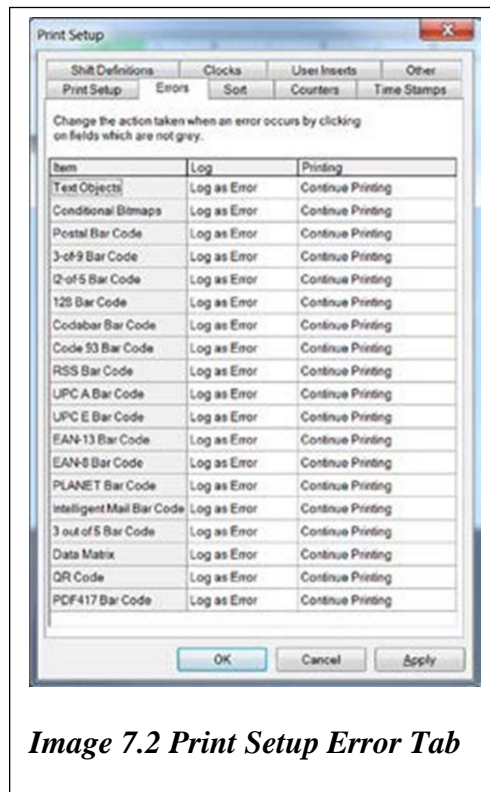 Print Setup
Shift Definitions Clocks User Inserts Other
Print Setup Errors Sort Counters Time Stamps
Change the action taken when an error occurs by clicking
on fields which are not grey.
Item Log Printing
Text Objects Log as Error Continue Printing
Conditional Bitmaps Log as Error Continue Printing
Postal Bar Code Log as Error Continue Printing
3-of-9 Bar Code Log as Error Continue Printing
I2-of-5 Bar Code Log as Error Continue Printing
128 Bar Code Log as Error Continue Printing
Codabar Bar Code Log as Error Continue Printing
Code 93 Bar Code Log as Error Continue Printing
RSS Bar Code Log as Error Continue Printing
UPC A Bar Code Log as Error Continue Printing
UPC E Bar Code Log as Error Continue Printing
EAN-13 Bar Code Log as Error Continue Printing
EAN-8 Bar Code Log as Error Continue Printing
PLANET Bar Code Log as Error Continue Printing
Intelligent Mail Bar Code Log as Error Continue Printing
3 out of 5 Bar Code Log as Error Continue Printing
Data Matrix Log as Error Continue Printing
QR Code Log as Error Continue Printing
PDF417 Bar Code Log as Error Continue Printing
OK Cancel Apply
Image 7.2 Print Setup Error Tab